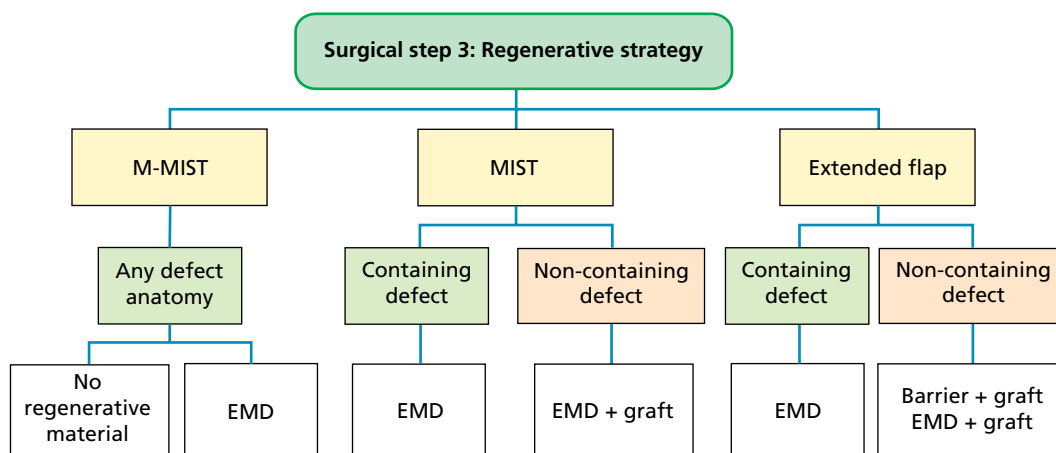 Surgical step 3: Regenerative strategy
M-MIST
MIST
Extended flap
Any defect
anatomy
Containing
defect
Non-containing
defect
Containing
defect
Non-containing
defect
No
regenerative
material
EMD
EMD
EMD + graft
EMD
Barrier + graft
EMD + graft